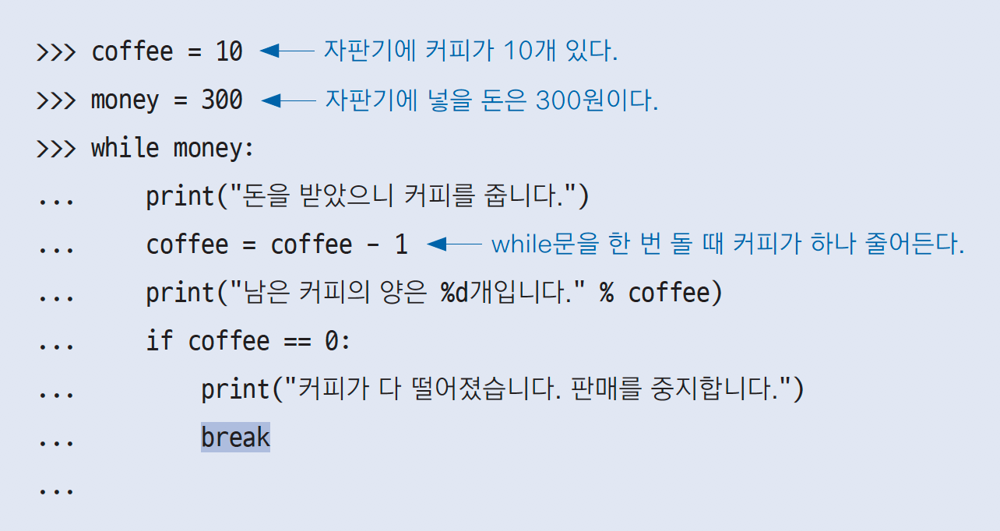 >>> coffee = 10 자판기에 커피가 10개 있다.
>>> money = 300 자판기에 넣을 돈은 300원이다.
>>> while money:
...     print("돈을 받았으니 커피를 줍니다.")
...     coffee = coffee - 1 while문을 한 번 돌 때 커피가 하나 줄어든다.
...     print("남은 커피의 양은 %d개입니다." % coffee)
...     if coffee == 0:
...         print("커피가 다 떨어졌습니다. 판매를 중지합니다.")
...         break
...